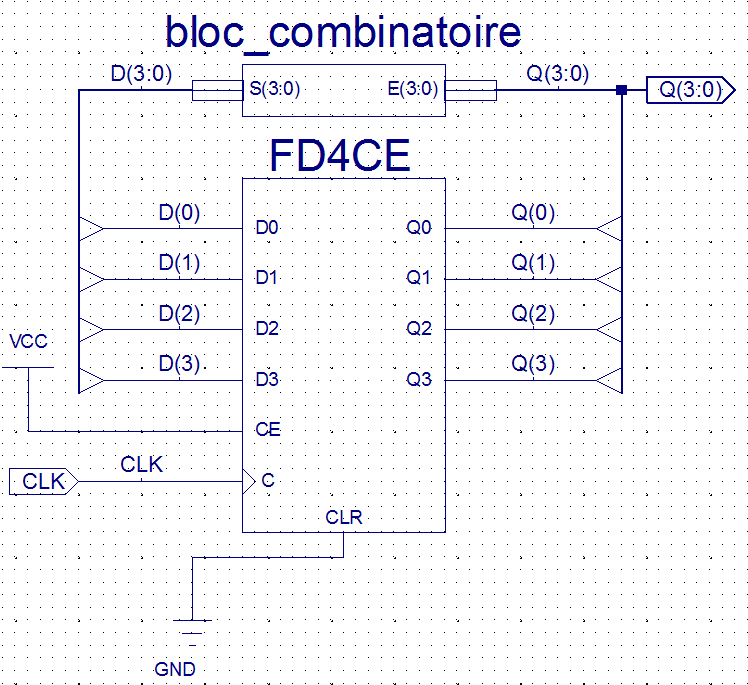 bloc_combinatoire
D(3:0) Q(3:0)
S(3:0) E(3:0) Q(3:0)
FD4CE
D(0) D0 Q0 Q(0)
D(1) D1 Q1 Q(1)
D(2) D2 Q2 Q(2)
VCC
D(3) D3 Q3 Q(3)
CE
CLK CLK C
CLR
GND